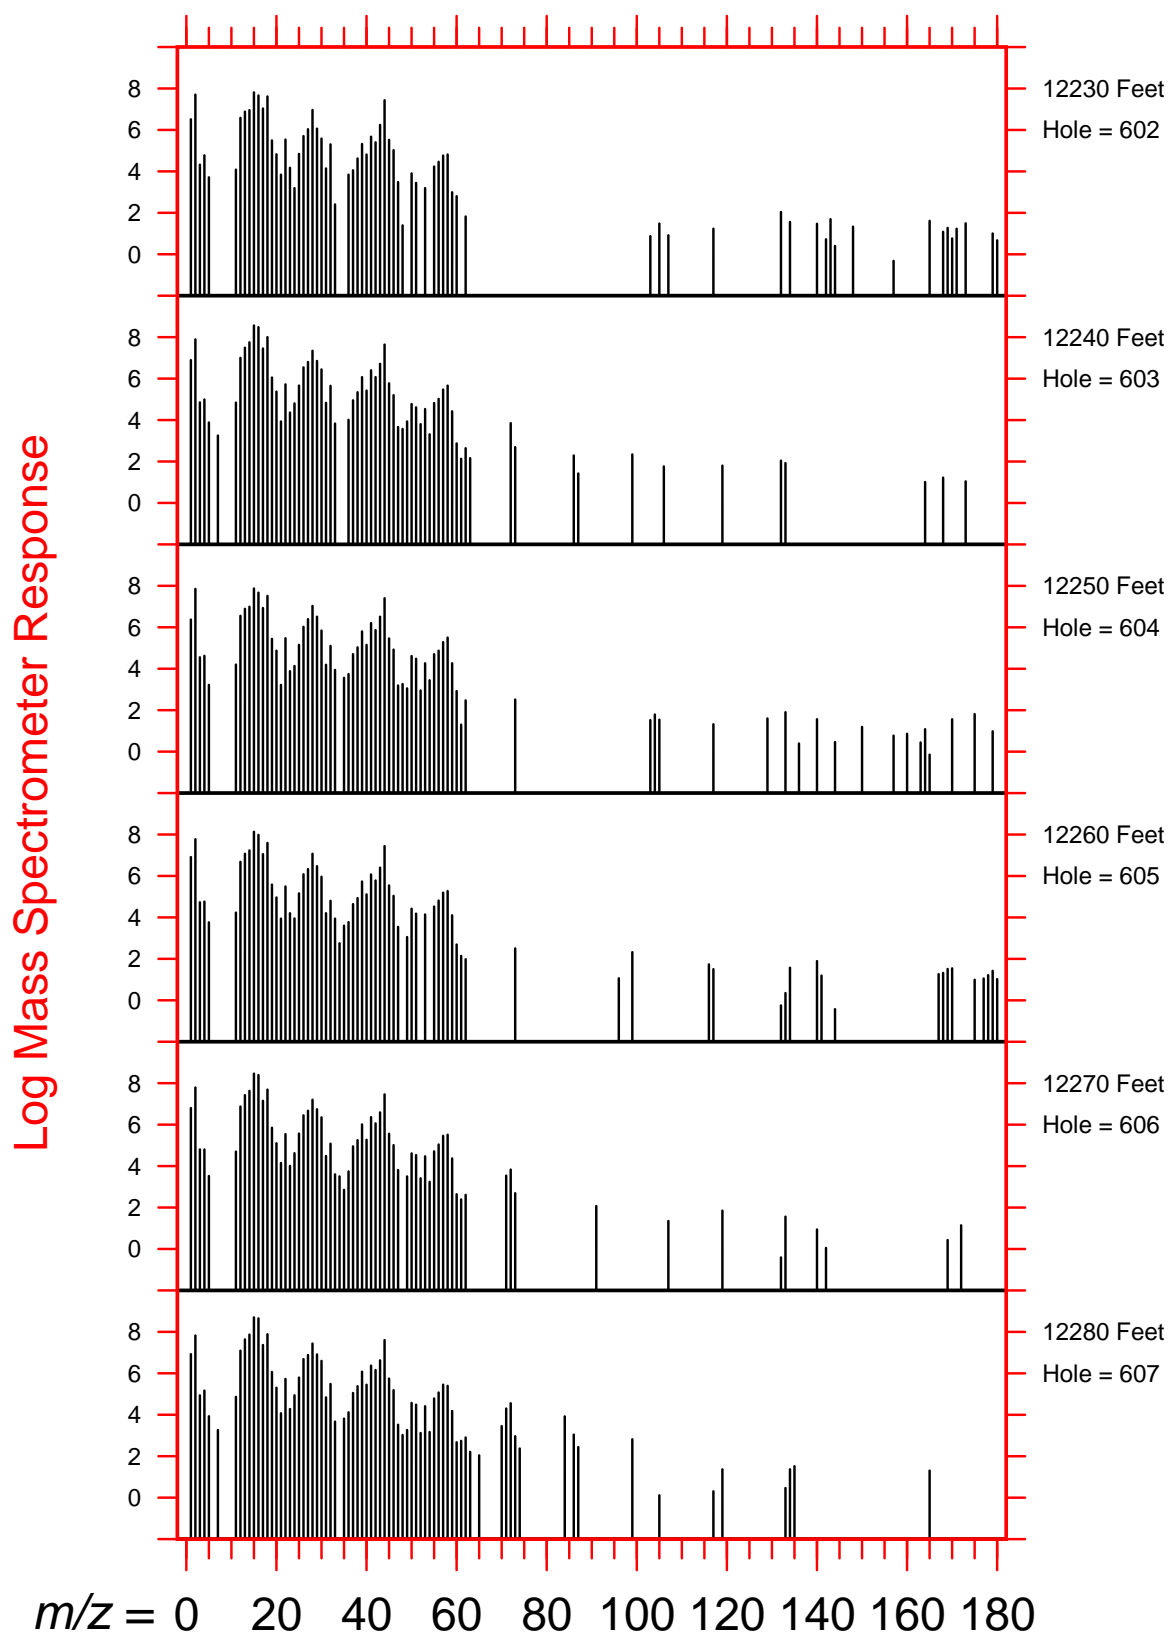 8 12230 Feet
6 Hole = 602
4
2
0
8 12240 Feet
6 Hole = 603
4
2
0
8 12250 Feet
6 Hole = 604
4
2
0
8 12260 Feet
6 Hole = 605
4
2
0
8 12270 Feet
6 Hole = 606
4
2
0
8 12280 Feet
6 Hole = 607
4
2
0
Log Mass Spectrometer Response
m/z = 0 20 40 60 80 100 120 140 160 180